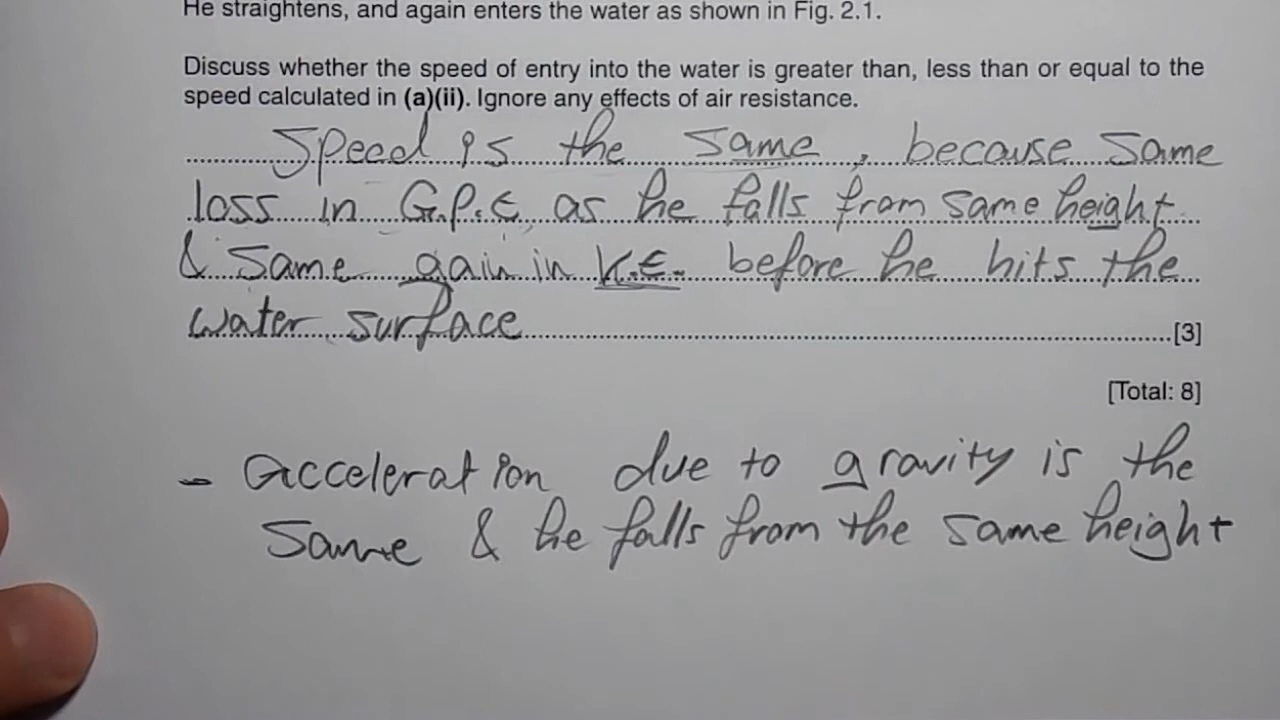 He straightens, and again enters the water as shown in Fig. 2.1.
Discuss whether the speed of entry into the water is greater than, less than or equal to the
speed calculated in (a)(ii). Ignore any effects of air resistance.
Speed is the same, because same
loss in G.P.E, as he falls from same height
& same gain in K.E. before he hits the
water surface
[3]
[Total: 8]
- acceleration due to gravity is the
same & he falls from the same height